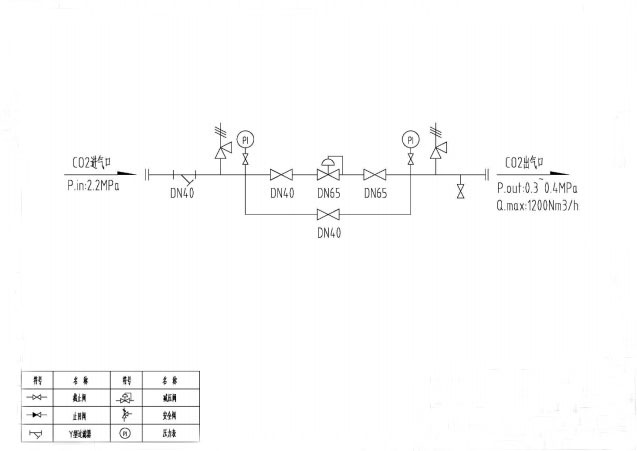 PI
PI
CO2进气口
P.in:2.2MPa
DN40
DN40
DN65
DN65
DN40
CO2出气口
P.out:0.3~0.4MPa
Q.max:1200Nm3/h
符号 名 称 符号 名 称
截止阀 减压阀
止回阀 安全阀
Y型过滤器 PI 压力表